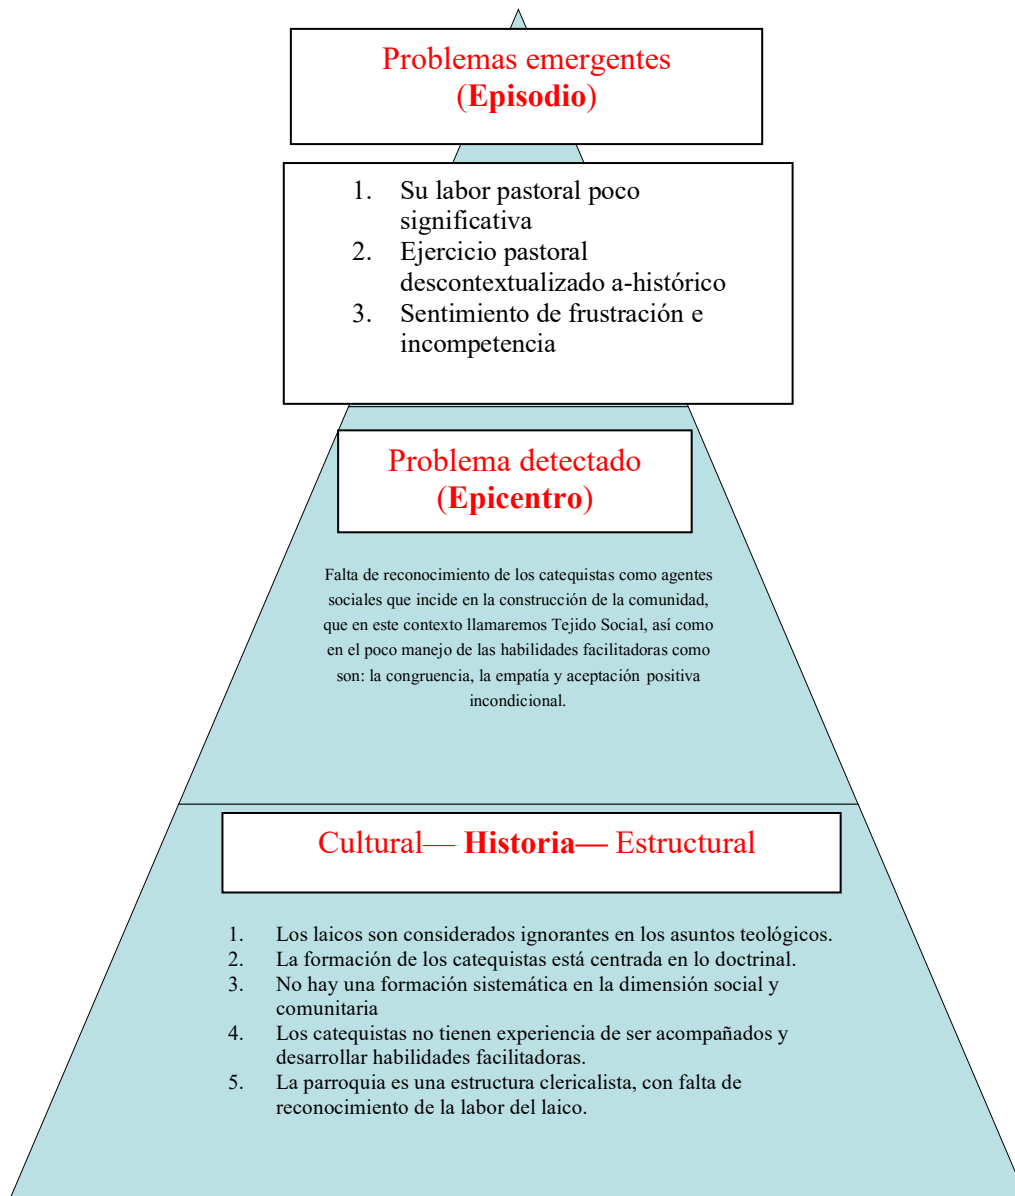 Problemas emergentes
(Episodio)
1. Su labor pastoral poco
significativa
2. Ejercicio pastoral
descontextualizado a-histórico
3. Sentimiento de frustración e
incompetencia
Problema detectado
(Epicentro)
Falta de reconocimiento de los catequistas como agentes
sociales que incide en la construcción de la comunidad,
que en este contexto llamaremos Tejido Social, así como
en el poco manejo de las habilidades facilitadoras como
son: la congruencia, la empatía y aceptación positiva
incondicional.
Cultural— Historia— Estructural
1. Los laicos son considerados ignorantes en los asuntos teológicos.
2. La formación de los catequistas está centrada en lo doctrinal.
3. No hay una formación sistemática en la dimensión social y
comunitaria
4. Los catequistas no tienen experiencia de ser acompañados y
desarrollar habilidades facilitadoras.
5. La parroquia es una estructura clericalista, con falta de
reconocimiento de la labor del laico.